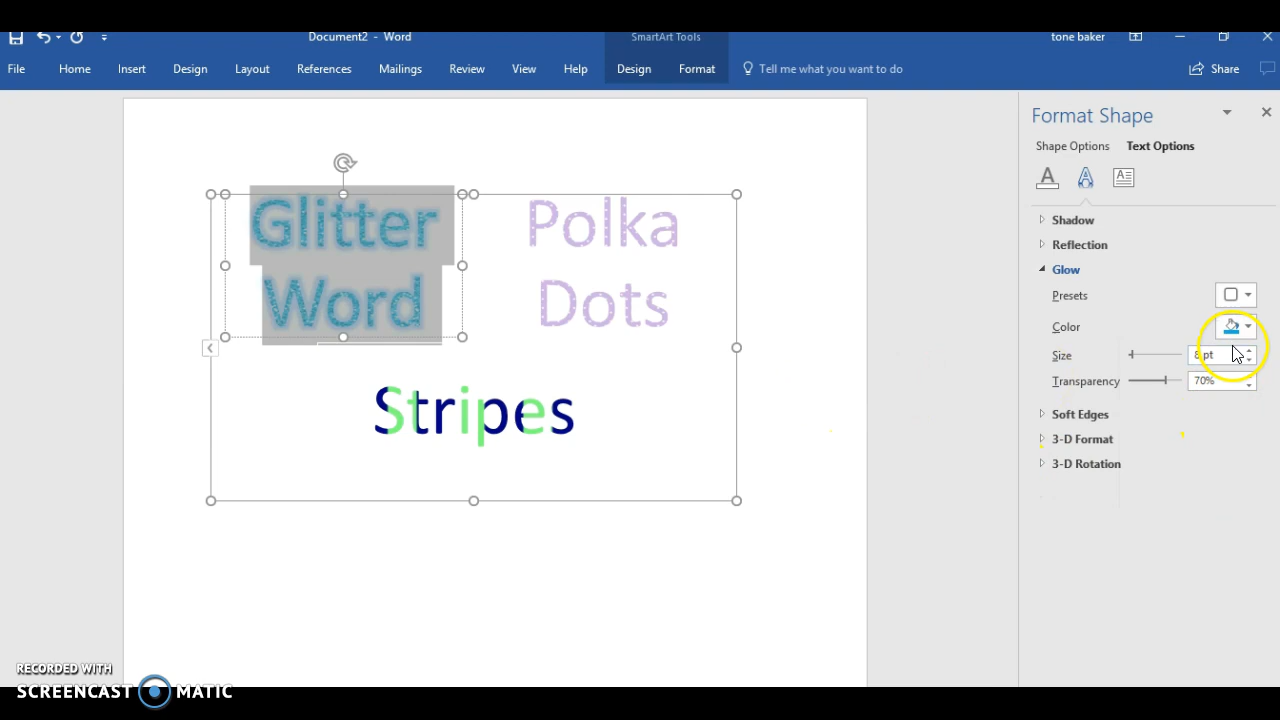 Document2 - Word
SmartArt Tools
tone baker
File Home Insert Design Layout References Mailings Review View Help Design Format Tell me what you want to do Share
Format Shape
Shape Options Text Options
Glitter
Word
Polka
Dots
Stripes
Shadow
Reflection
Glow
Presets
Color
Size 8 pt
Transparency 70%
Soft Edges
3-D Format
3-D Rotation
RECORDED WITH
SCREENCAST MATIC